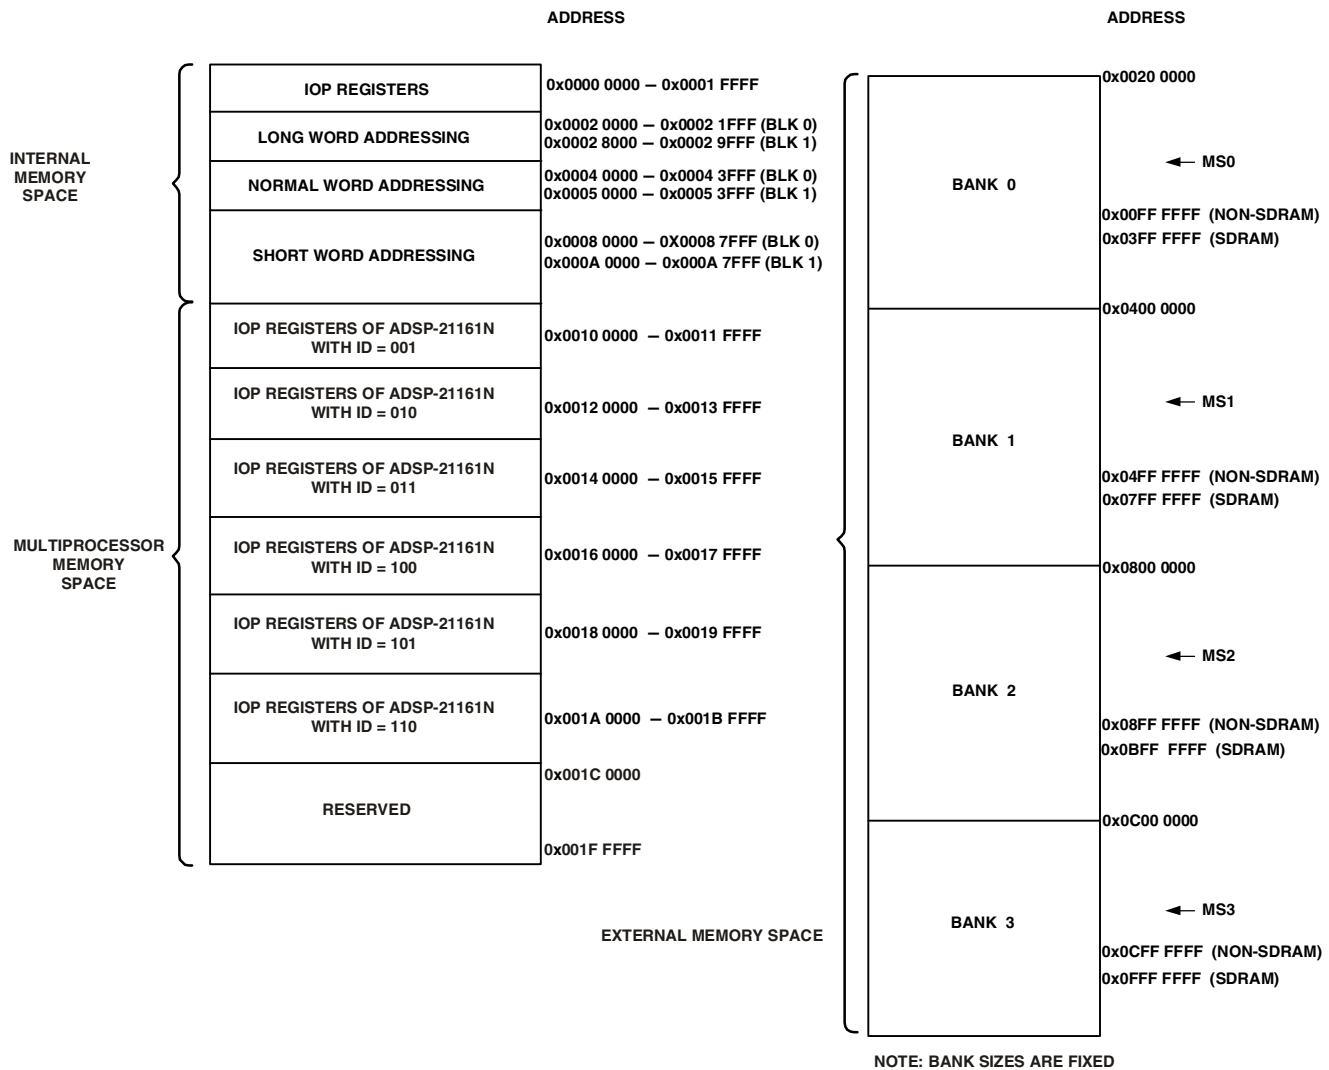 ADDRESS
IOP REGISTERS
0x0000 0000 – 0x0001 FFFF
LONG WORD ADDRESSING
0x0002 0000 – 0x0002 1FFF (BLK 0)
0x0002 8000 – 0x0002 9FFF (BLK 1)
INTERNAL
MEMORY
SPACE
NORMAL WORD ADDRESSING
0x0004 0000 – 0x0004 3FFF (BLK 0)
0x0005 0000 – 0x0005 3FFF (BLK 1)
SHORT WORD ADDRESSING
0x0008 0000 – 0X0008 7FFF (BLK 0)
0x000A 0000 – 0x000A 7FFF (BLK 1)
IOP REGISTERS OF ADSP-21161N
WITH ID = 001
0x0010 0000 – 0x0011 FFFF
IOP REGISTERS OF ADSP-21161N
WITH ID = 010
0x0012 0000 – 0x0013 FFFF
IOP REGISTERS OF ADSP-21161N
WITH ID = 011
0x0014 0000 – 0x0015 FFFF
MULTIPROCESSOR
MEMORY
SPACE
IOP REGISTERS OF ADSP-21161N
WITH ID = 100
0x0016 0000 – 0x0017 FFFF
IOP REGISTERS OF ADSP-21161N
WITH ID = 101
0x0018 0000 – 0x0019 FFFF
IOP REGISTERS OF ADSP-21161N
WITH ID = 110
0x001A 0000 – 0x001B FFFF
0x001C 0000
RESERVED
0x001F FFFF
ADDRESS
0x0020 0000
MS0
BANK 0
0x00FF FFFF (NON-SDRAM)
0x03FF FFFF (SDRAM)
0x0400 0000
MS1
BANK 1
0x04FF FFFF (NON-SDRAM)
0x07FF FFFF (SDRAM)
0x0800 0000
MS2
BANK 2
0x08FF FFFF (NON-SDRAM)
0x0BFF FFFF (SDRAM)
0x0C00 0000
MS3
BANK 3
EXTERNAL MEMORY SPACE
0x0CFF FFFF (NON-SDRAM)
0x0FFF FFFF (SDRAM)
NOTE: BANK SIZES ARE FIXED